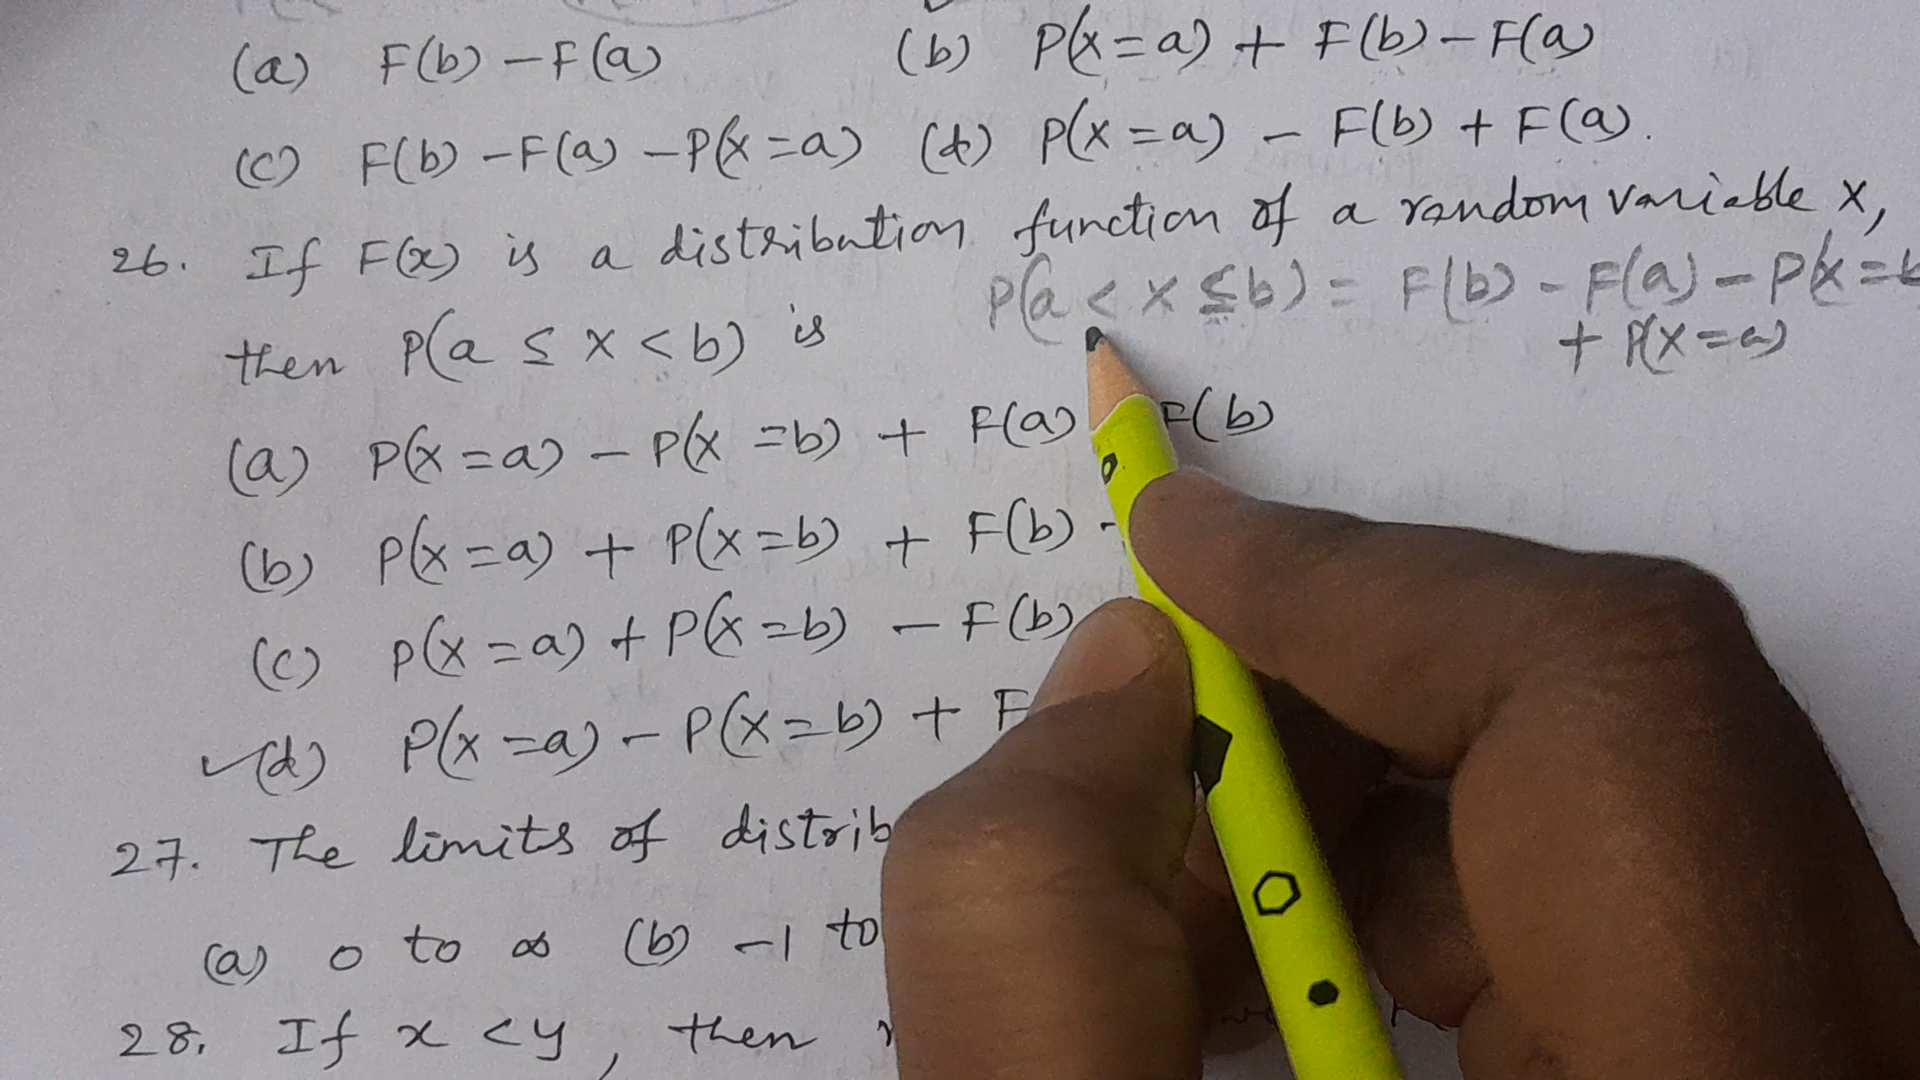 (a) F(b) - F(a) (b) P(X = a) + F(b) - F(a)
(c) F(b) - F(a) - P(X = a) (d) P(X = a) - F(b) + F(a).
26. If F(x) is a distribution function of a random variable X,
P(a < X ≤ b) = F(b) - F(a) - P(X = b
then P(a ≤ X < b) is + P(X = a)
(a) P(X = a) - P(X = b) + F(a) F(b)
(b) P(X = a) + P(X = b) + F(b) -
(c) P(X = a) + P(X = b) - F(b)
(d) P(X = a) - P(X = b) + F
27. The limits of distrib
(a) 0 to ∞ (b) -1 to
28. If x < y, then